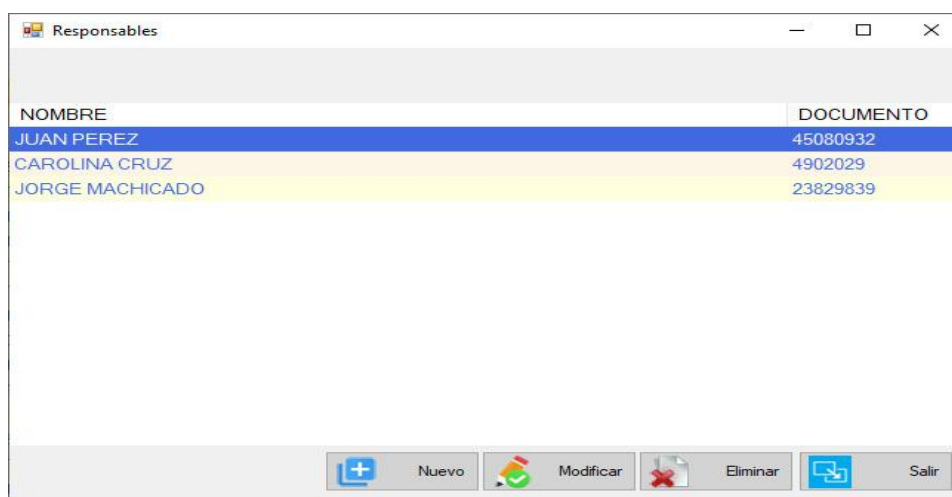 Responsables
NOMBRE DOCUMENTO
JUAN PEREZ 45080932
CAROLINA CRUZ 4902029
JORGE MACHICADO 23829839
Nuevo Modificar Eliminar Salir